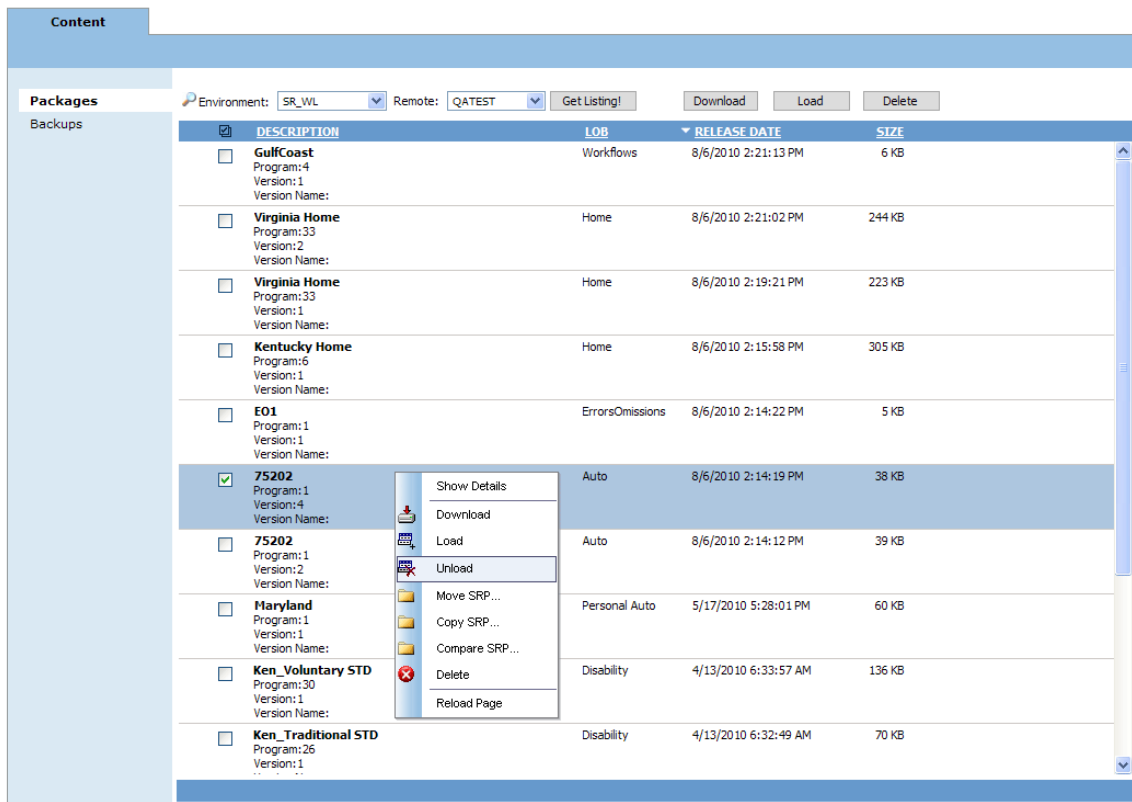 Content
Packages
Backups
Environment: SR_WL Remote: QATEST Get Listing! Download Load Delete
DESCRIPTION LOB RELEASE DATE SIZE
GulfCoast Workflows 8/6/2010 2:21:13 PM 6 KB
Program:4
Version:1
Version Name:
Virginia Home Home 8/6/2010 2:21:02 PM 244 KB
Program:33
Version:2
Version Name:
Virginia Home Home 8/6/2010 2:19:21 PM 223 KB
Program:33
Version:1
Version Name:
Kentucky Home Home 8/6/2010 2:15:58 PM 305 KB
Program:6
Version:1
Version Name:
EO1 ErrorsOmissions 8/6/2010 2:14:22 PM 5 KB
Program:1
Version:1
Version Name:
75202 Auto 8/6/2010 2:14:19 PM 38 KB
Program:1
Version:4
Version Name:
75202 Auto 8/6/2010 2:14:12 PM 39 KB
Program:1
Version:2
Version Name:
Maryland Personal Auto 5/17/2010 5:28:01 PM 60 KB
Program:1
Version:1
Version Name:
Ken_Voluntary STD Disability 4/13/2010 6:33:57 AM 136 KB
Program:30
Version:1
Version Name:
Ken_Traditional STD Disability 4/13/2010 6:32:49 AM 70 KB
Program:26
Version:1
Show Details
Download
Load
Unload
Move SRP...
Copy SRP...
Compare SRP...
Delete
Reload Page